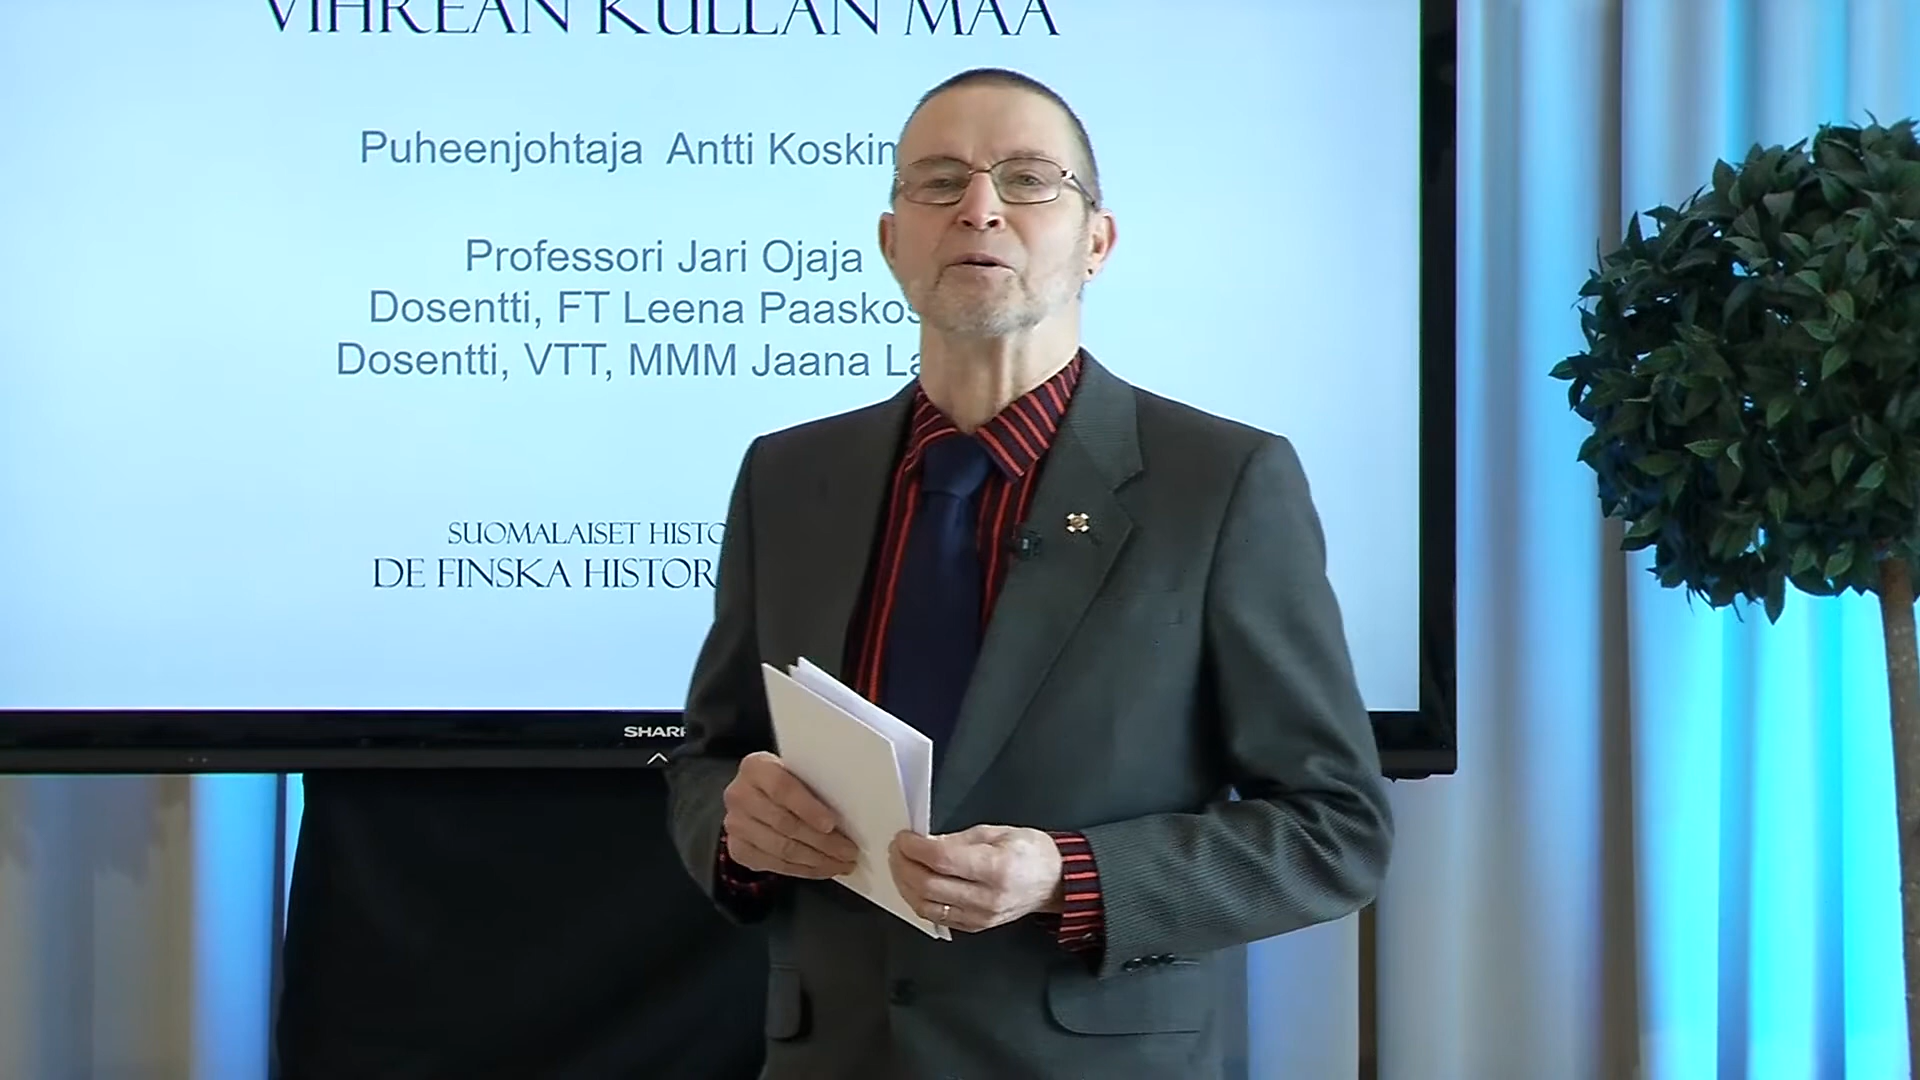 VIHREÄN KULLAN MAA
Puheenjohtaja Antti Koskim
Professori Jari Ojaja
Dosentti, FT Leena Paaskos
Dosentti, VTT, MMM Jaana La
SUOMALAISET HISTO
DE FINSKA HISTOR
SHARP